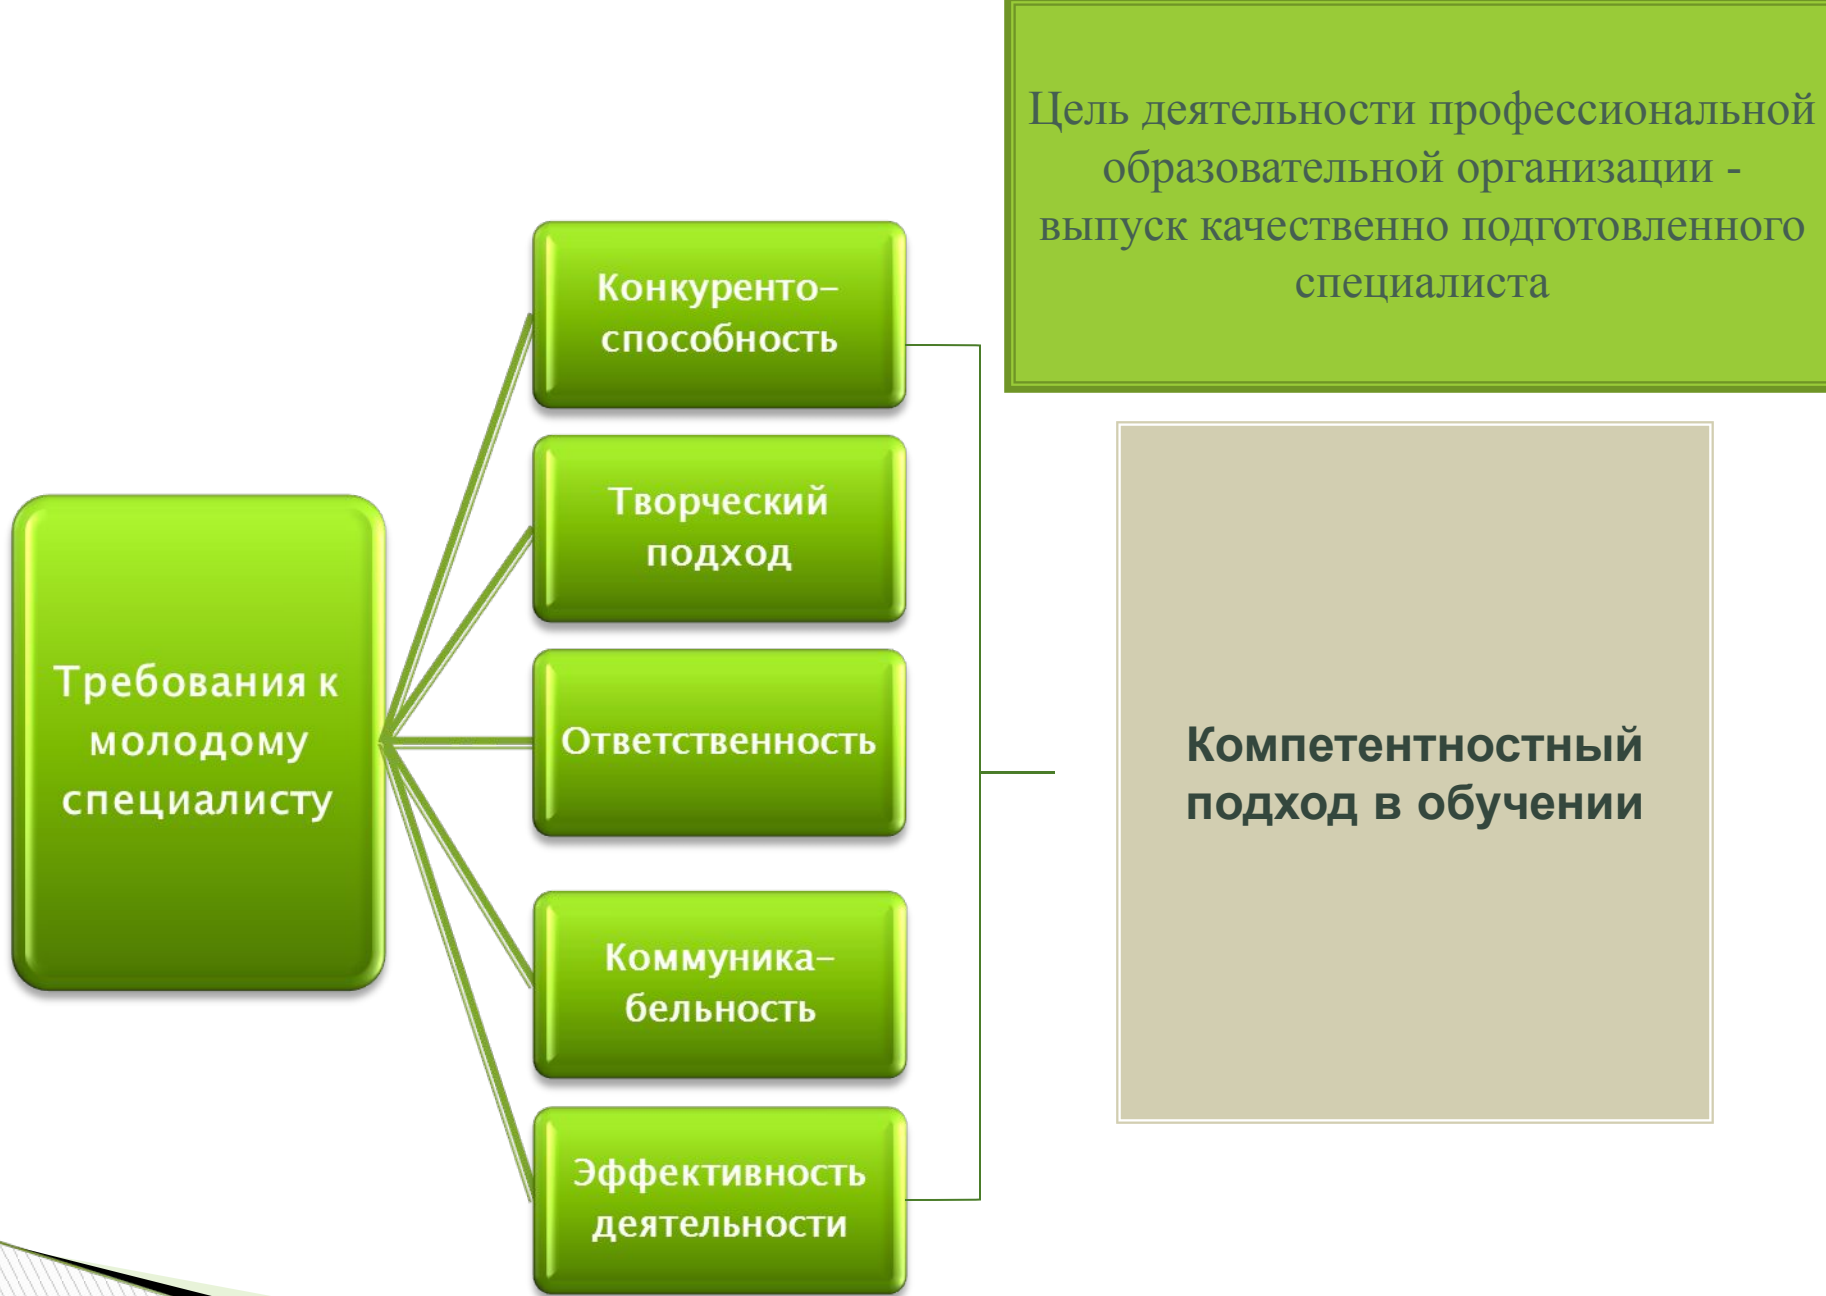 Цель деятельности профессиональной
образовательной организации -
выпуск качественно подготовленного
специалиста
Требования к
молодому
специалисту
Конкуренто-
способность
Творческий
подход
Ответственность
Коммуника-
бельность
Эффективность
деятельности
Компетентностный
подход в обучении